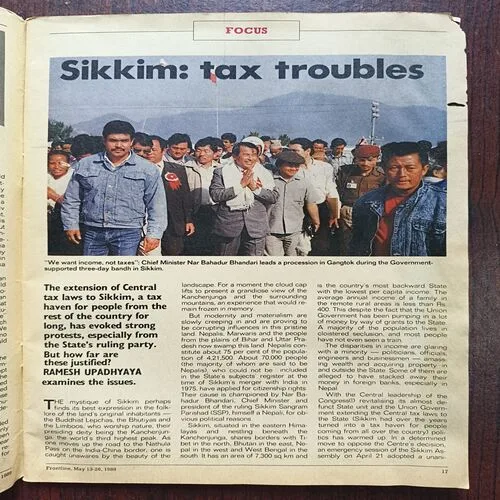 FOCUS
Sikkim: tax troubles
"We want income, not taxes": Chief Minister Nar Bahadur Bhandari leads a procession in Gangtok during the Government-
supported three-day bandh in Sikkim.
The extension of Central
tax laws to Sikkim, a tax
haven for people from the
rest of the country for
long, has evoked strong
protests, especially from
the State's ruling party.
But how far are
these justified?
RAMESH UPADHYAYA
examines the issues.
THE mystique of Sikkim perhaps
finds its best expression in the folk-
lore of the land's original inhabitants —
the Buddhist Lepchas, the Bhutias and
the Limboos, who worship nature, their
presiding deity being the Kanchenjun-
ga, the world's third highest peak. As
one moves up the road to the Nathula
Pass on the India-China border, one is
caught unawares by the beauty of the
landscape. For a moment the cloud cap
lifts to present a grandiose view of the
Kanchenjunga and the surrounding
mountains, an experience that would re-
main frozen in memory.
But modernity and materialism are
slowly creeping in and are proving to
be corrupting influences in this pristine
land. Nepalis, Marwaris and the people
from the plains of Bihar and Uttar Pra-
desh now swamp this land. Nepalis con-
stitute about 75 per cent of the popula-
tion of 4,21,500. About 70,000 people
(the majority of whom are said to be
Nepalis), who could not be included
in the State's subjects' register at the
time of Sikkim's merger with India in
1975, have applied for citizenship rights.
Their cause is championed by Nar Ba-
hadur Bhandari, Chief Minister and
president of the ruling Sikkim Sangram
Parishad (SSP), himself a Nepali, for ob-
vious political reasons.
Sikkim, situated in the eastern Hima-
layas and nestling beneath the
Kanchenjunga, shares borders with Ti-
bet in the north, Bhutan in the east, Ne-
pal in the west and West Bengal in the
south. It has an area of 7,300 sq km and
is the country's most backward State
with the lowest per capita income. The
average annual income of a family in
the remote rural areas is less than Rs.
400. This despite the fact that the Union
Government has been pumping in a lot
of money by way of grants to the State.
A majority of the population lives in
cloistered seclusion, and most people
have not even seen a train.
The disparities in income are glaring
with a minority — politicians, officials,
engineers and businessmen — amass-
ing wealth and acquiring property in
and outside the State. Some of them are
alleged to have stacked away their
money in foreign banks, especially in
Nepal.
With the Central leadership of the
Congress(I) revitalising its almost de-
funct State unit and the Union Govern-
ment extending the Central tax laws to
the State (Sikkim had over the years
turned into a tax haven for people
coming from all over the country) poli-
tics has warmed up. In a determined
move to oppose the Centre's decision,
an emergency session of the Sikkim As-
sembly on April 21 adopted a unani-
Frontline, May 13-26, 1989
17